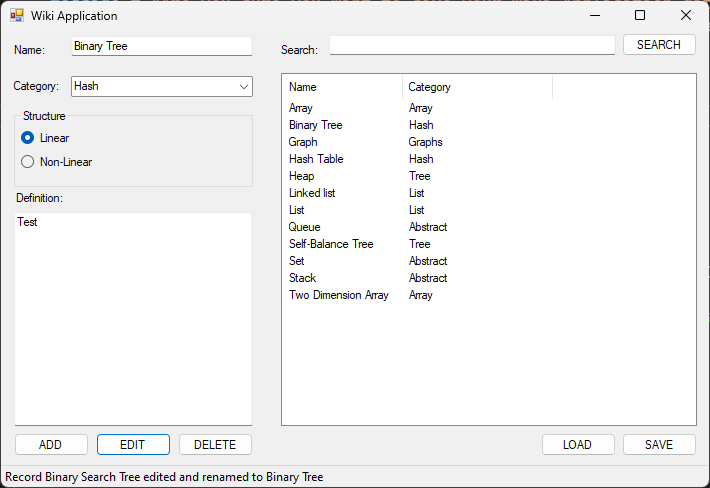 Wiki Application
Name: Binary Tree
Search: SEARCH
Category: Hash
Structure
Linear
Non-Linear
Definition:
Test
Name Category
Array Array
Binary Tree Hash
Graph Graphs
Hash Table Hash
Heap Tree
Linked list List
List List
Queue Abstract
Self-Balance Tree Tree
Set Abstract
Stack Abstract
Two Dimension Array Array
ADD EDIT DELETE LOAD SAVE
Record Binary Search Tree edited and renamed to Binary Tree